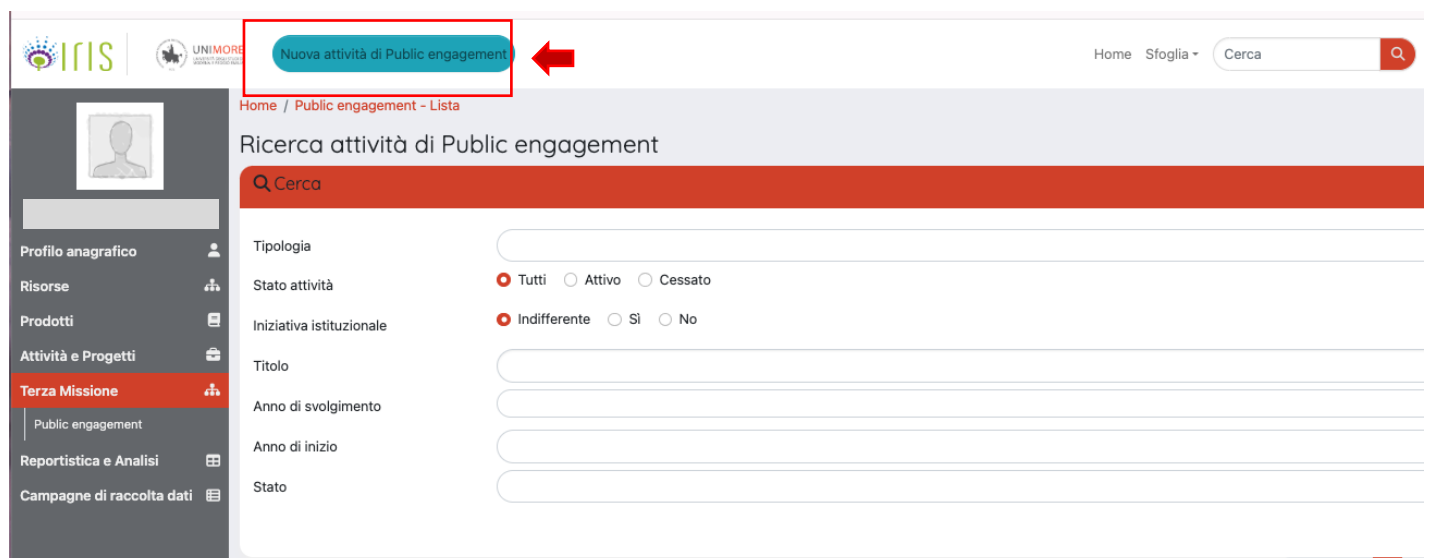 IRIS
UNIMORE
Nuova attività di Public engagement
Home Sfoglia Cerca
Home / Public engagement - Lista
Ricerca attività di Public engagement
Cerca
Profilo anagrafico
Risorse
Prodotti
Attività e Progetti
Terza Missione
Public engagement
Reportistica e Analisi
Campagne di raccolta dati
Tipologia
Stato attività Tutti Attivo Cessato
Iniziativa istituzionale Indifferente Sì No
Titolo
Anno di svolgimento
Anno di inizio
Stato